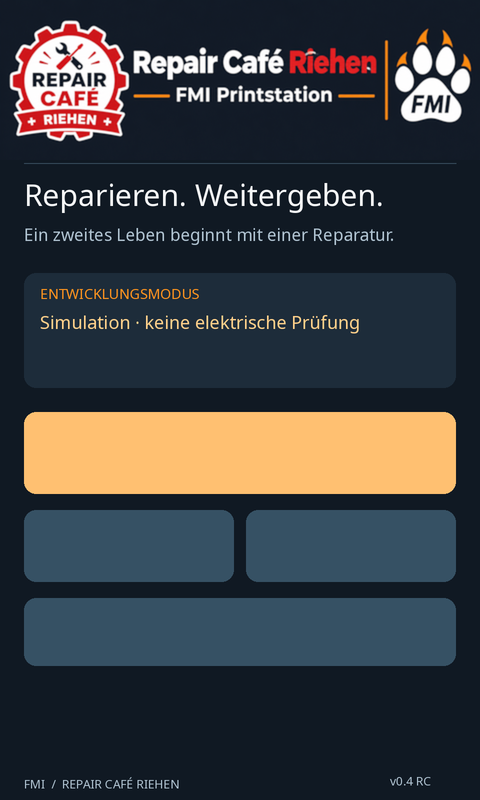 REPAIR
CAFÉ
+ RIEHEN +
Repair Café Riehen
FMI Printstation
FMI
Reparieren. Weitergeben.
Ein zweites Leben beginnt mit einer Reparatur.
ENTWICKLUNGSMODUS
Simulation · keine elektrische Prüfung
FMI / REPAIR CAFÉ RIEHEN
v0.4 RC